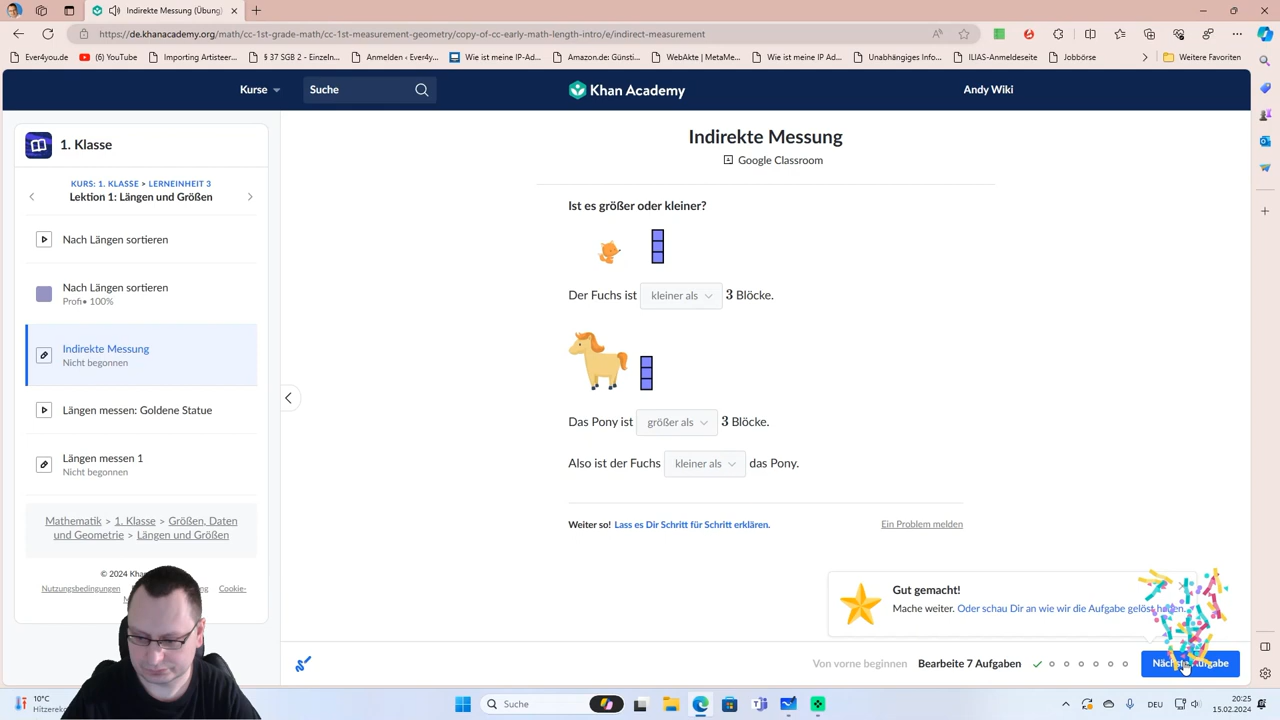 Indirekte Messung (Übung
https://de.khanacademy.org/math/cc-1st-grade-math/cc-1st-measurement-geometry/copy-of-cc-early-math-length-intro/e/indirect-measurement
Ever4you.de
(6) YouTube
Importing Artisteer...
§ 37 SGB 2 - Einzeln...
Anmelden ‹ Ever4y...
Wie ist meine IP-Ad...
Amazon.de: Günsti...
WebAkte | MetaMe...
Wie ist meine IP Ad...
Unabhängiges Info...
ILIAS-Anmeldeseite
Jobbörse
Weitere Favoriten
Kurse
Suche
Khan Academy
Andy Wiki
1. Klasse
KURS: 1. KLASSE > LERNEINHEIT 3
Lektion 1: Längen und Größen
Nach Längen sortieren
Nach Längen sortieren
Profi• 100%
Indirekte Messung
Nicht begonnen
Längen messen: Goldene Statue
Längen messen 1
Nicht begonnen
Mathematik > 1. Klasse > Größen, Daten
und Geometrie > Längen und Größen
© 2024 Khan
Nutzungsbedingungen
Cookie-
Indirekte Messung
Google Classroom
Ist es größer oder kleiner?
Der Fuchs ist kleiner als 3 Blöcke.
Das Pony ist größer als 3 Blöcke.
Also ist der Fuchs kleiner als das Pony.
Weiter so! Lass es Dir Schritt für Schritt erklären.
Ein Problem melden
Gut gemacht!
Mache weiter. Oder schau Dir an wie wir die Aufgabe gelöst haben.
Von vorne beginnen
Bearbeite 7 Aufgaben
Nächste Aufgabe
10°C
Hinterg
Suche
DEU
20:25
15.02.2024